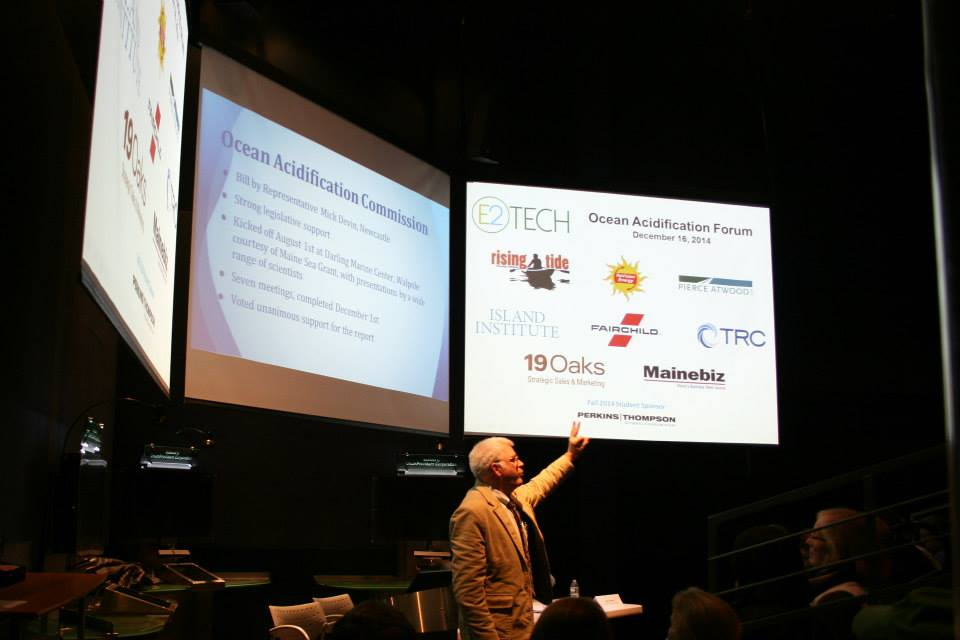 Ocean Acidification Commission
Bill by Representative Mick Devin, Newcastle
Strong legislative support
Kicked off August 1st at Darling Marine Center, Walpole-
courtesy of Maine Sea Grant, with presentations by a wide
range of scientists
Seven meetings, completed December 1st
Voted unanimous support for the report
E2TECH
Ocean Acidification Forum
December 16, 2014
rising tide
PIERCE ATWOOD
ISLAND
INSTITUTE
FAIRCHILD
TRC
19 Oaks
Strategic Sales & Marketing
Mainebiz
Fall 2014 Student Sponsor
PERKINS|THOMPSON
19 Oaks